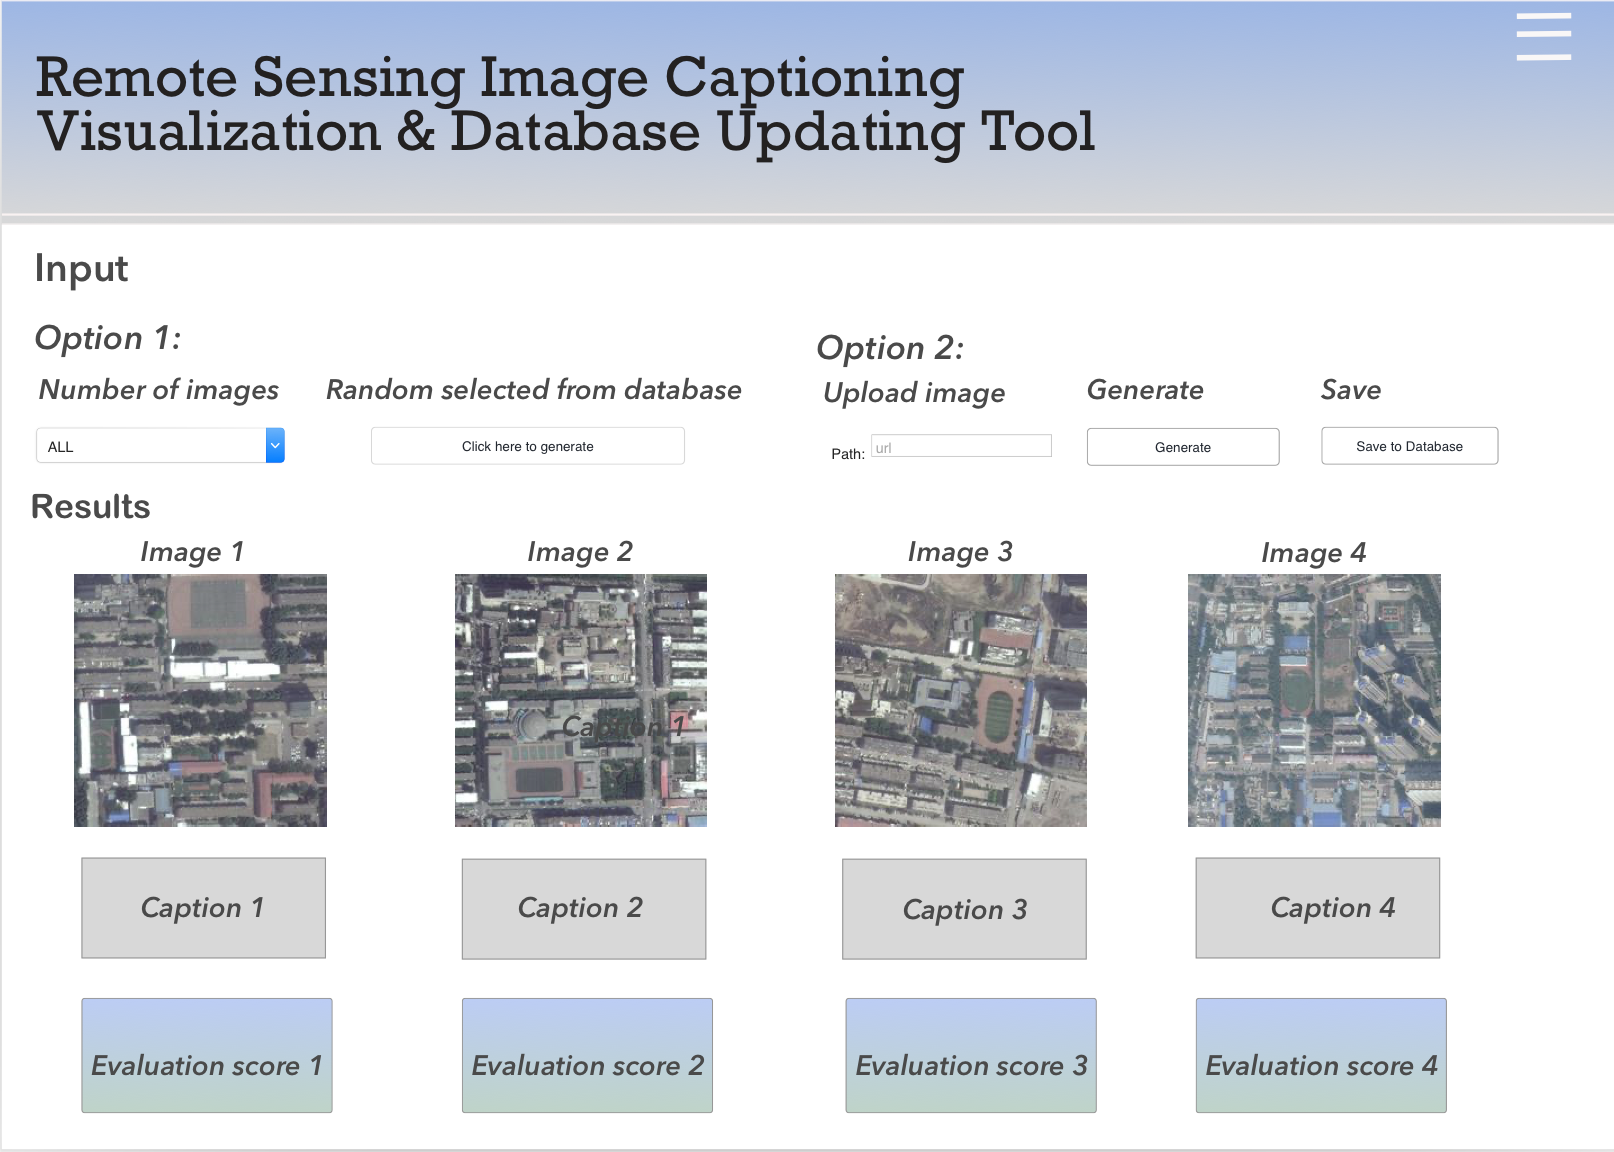 Remote Sensing Image Captioning
Visualization & Database Updating Tool
Input
Option 1:
Number of images
Random selected from database
ALL
Click here to generate
Option 2:
Upload image
Generate
Save
Path: url
Generate
Save to Database
Results
Image 1
Image 2
Image 3
Image 4
Caption 1
Caption 1
Caption 2
Caption 3
Caption 4
Evaluation score 1
Evaluation score 2
Evaluation score 3
Evaluation score 4